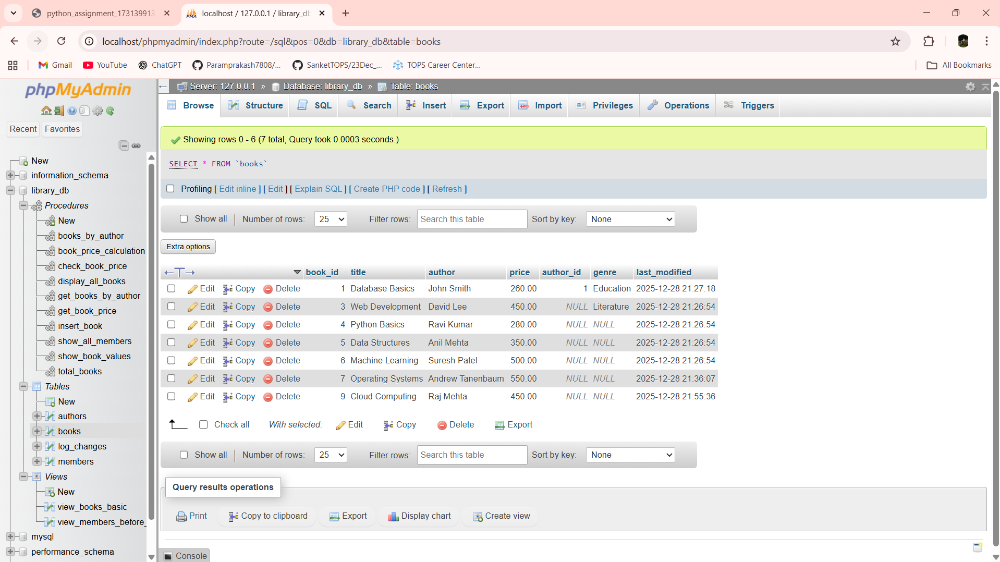 python_assignment_173139913
localhost / 127.0.0.1 / library_db
localhost/phpmyadmin/index.php?route=/sql&pos=0&db=library_db&table=books
Gmail YouTube ChatGPT Paramprakash7808/... SanketTOPS/23Dec_... TOPS Career Center... All Bookmarks
phpMyAdmin
Recent Favorites
New
information_schema
library_db
Procedures
New
books_by_author
book_price_calculation
check_book_price
display_all_books
get_books_by_author
get_book_price
insert_book
show_all_members
show_book_values
total_books
Tables
New
authors
books
log_changes
members
Views
New
view_books_basic
view_members_before_
mysql
performance_schema
Server: 127.0.0.1 » Database: library_db » Table: books
Browse Structure SQL Search Insert Export Import Privileges Operations Triggers
Showing rows 0 - 6 (7 total, Query took 0.0003 seconds.)
SELECT * FROM `books`
Profiling [ Edit inline ] [ Edit ] [ Explain SQL ] [ Create PHP code ] [ Refresh ]
Show all Number of rows: 25 Filter rows: Search this table Sort by key: None
Extra options
book_id title author price author_id genre last_modified
Edit Copy Delete 1 Database Basics John Smith 260.00 1 Education 2025-12-28 21:27:18
Edit Copy Delete 3 Web Development David Lee 450.00 NULL Literature 2025-12-28 21:26:54
Edit Copy Delete 4 Python Basics Ravi Kumar 280.00 NULL NULL 2025-12-28 21:26:54
Edit Copy Delete 5 Data Structures Anil Mehta 350.00 NULL NULL 2025-12-28 21:26:54
Edit Copy Delete 6 Machine Learning Suresh Patel 500.00 NULL NULL 2025-12-28 21:26:54
Edit Copy Delete 7 Operating Systems Andrew Tanenbaum 550.00 NULL NULL 2025-12-28 21:36:07
Edit Copy Delete 9 Cloud Computing Raj Mehta 450.00 NULL NULL 2025-12-28 21:55:36
Check all With selected: Edit Copy Delete Export
Show all Number of rows: 25 Filter rows: Search this table Sort by key: None
Query results operations
Print Copy to clipboard Export Display chart Create view
Console